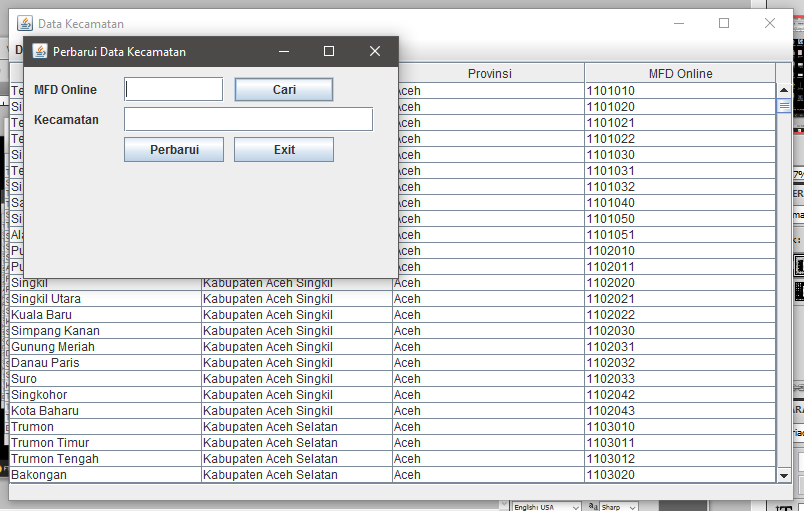 Data Kecamatan
Perbarui Data Kecamatan
MFD Online
Cari
Kecamatan
Perbarui
Exit
Provinsi MFD Online
Aceh 1101010
Aceh 1101020
Aceh 1101021
Aceh 1101022
Aceh 1101030
Aceh 1101031
Aceh 1101032
Aceh 1101040
Aceh 1101050
Aceh 1101051
Aceh 1102010
Aceh 1102011
Singkil Kabupaten Aceh Singkil Aceh 1102020
Singkil Utara Kabupaten Aceh Singkil Aceh 1102021
Kuala Baru Kabupaten Aceh Singkil Aceh 1102022
Simpang Kanan Kabupaten Aceh Singkil Aceh 1102030
Gunung Meriah Kabupaten Aceh Singkil Aceh 1102031
Danau Paris Kabupaten Aceh Singkil Aceh 1102032
Suro Kabupaten Aceh Singkil Aceh 1102033
Singkohor Kabupaten Aceh Singkil Aceh 1102042
Kota Baharu Kabupaten Aceh Singkil Aceh 1102043
Trumon Kabupaten Aceh Selatan Aceh 1103010
Trumon Timur Kabupaten Aceh Selatan Aceh 1103011
Trumon Tengah Kabupaten Aceh Selatan Aceh 1103012
Bakongan Kabupaten Aceh Selatan Aceh 1103020
English: USA
Sharp